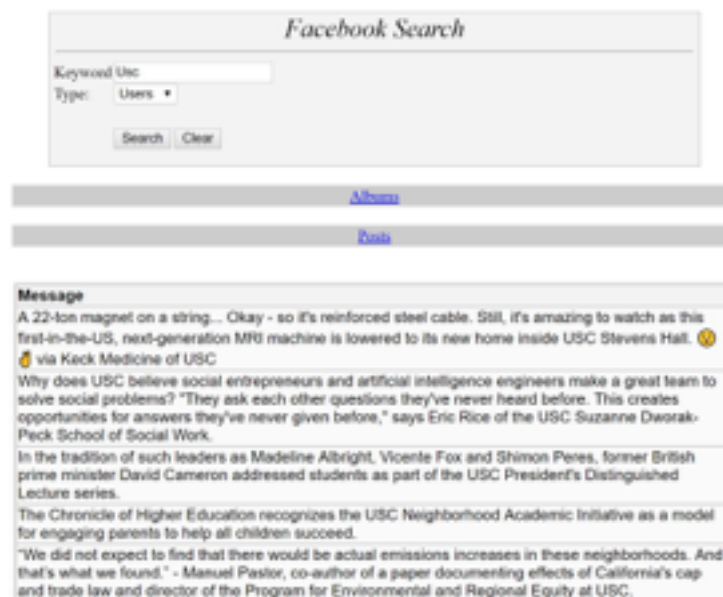 Facebook Search
Keyword Usc
Type: Users
Search Clear
Albums
Posts
Message
A 22-ton magnet on a string... Okay - so it's reinforced steel cable. Still, it's amazing to watch as this
first-in-the-US, next-generation MRI machine is lowered to its new home inside USC Stevens Hall. 😮
✌ via Keck Medicine of USC
Why does USC believe social entrepreneurs and artificial intelligence engineers make a great team to
solve social problems? "They ask each other questions they've never heard before. This creates
opportunities for answers they've never given before," says Eric Rice of the USC Suzanne Dworak-
Peck School of Social Work.
In the tradition of such leaders as Madeline Albright, Vicente Fox and Shimon Peres, former British
prime minister David Cameron addressed students as part of the USC President's Distinguished
Lecture series.
The Chronicle of Higher Education recognizes the USC Neighborhood Academic Initiative as a model
for engaging parents to help all children succeed.
"We did not expect to find that there would be actual emissions increases in these neighborhoods. And
that's what we found." - Manuel Pastor, co-author of a paper documenting effects of California's cap
and trade law and director of the Program for Environmental and Regional Equity at USC.